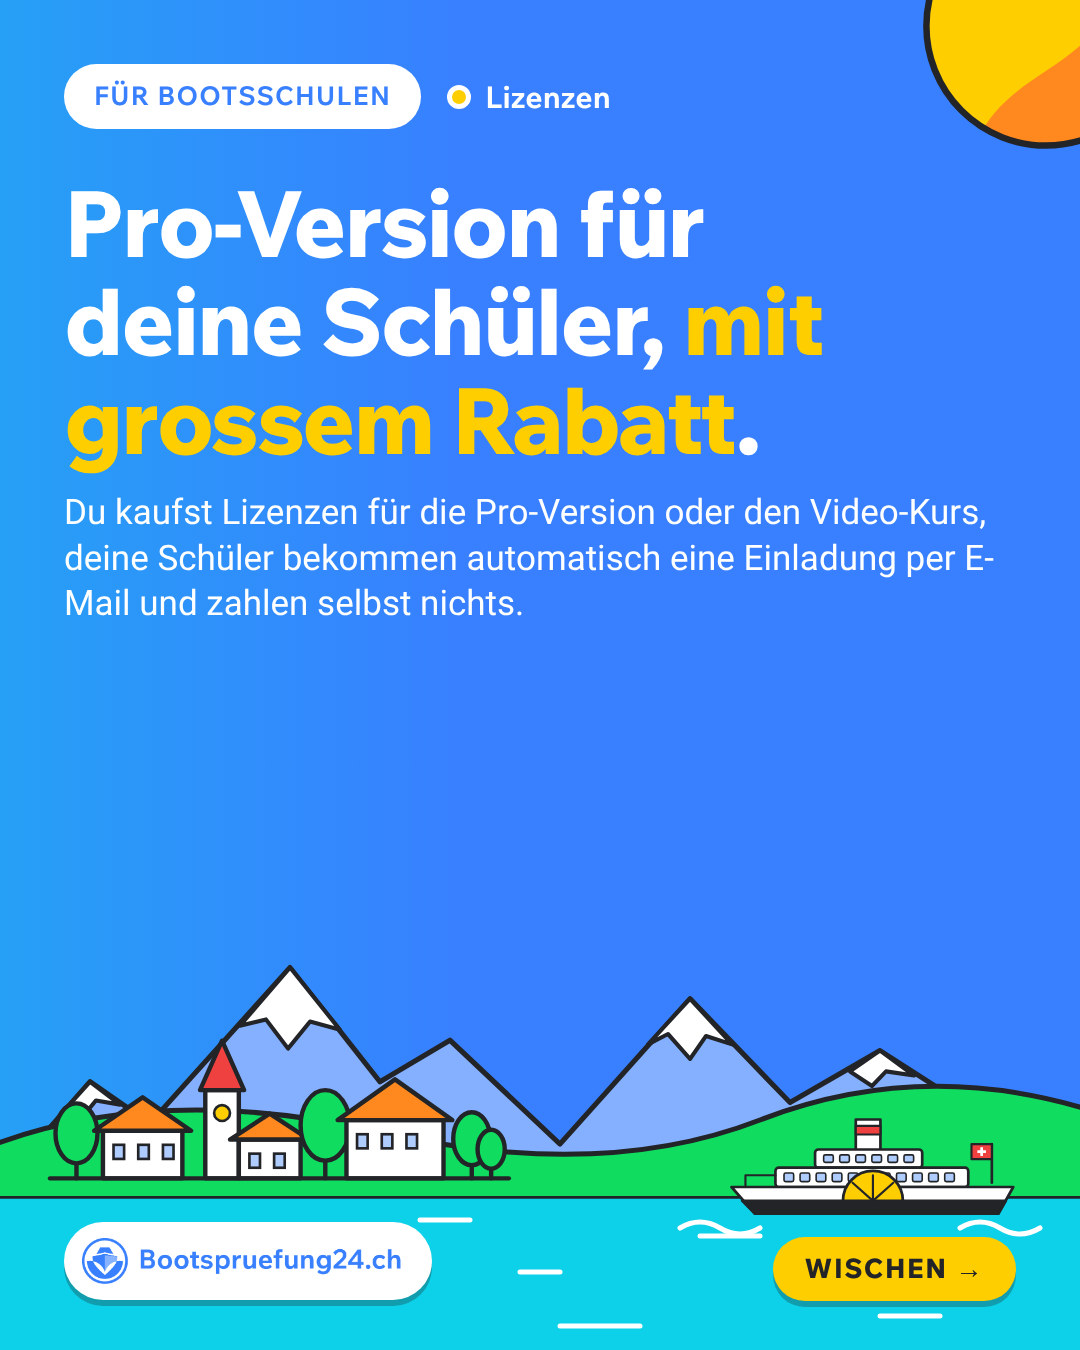 FÜR BOOTSSCHULEN
Lizenzen
Pro-Version für
deine Schüler, mit
grossem Rabatt.
Du kaufst Lizenzen für die Pro-Version oder den Video-Kurs,
deine Schüler bekommen automatisch eine Einladung per E-
Mail und zahlen selbst nichts.
Bootspruefung24.ch
WISCHEN →